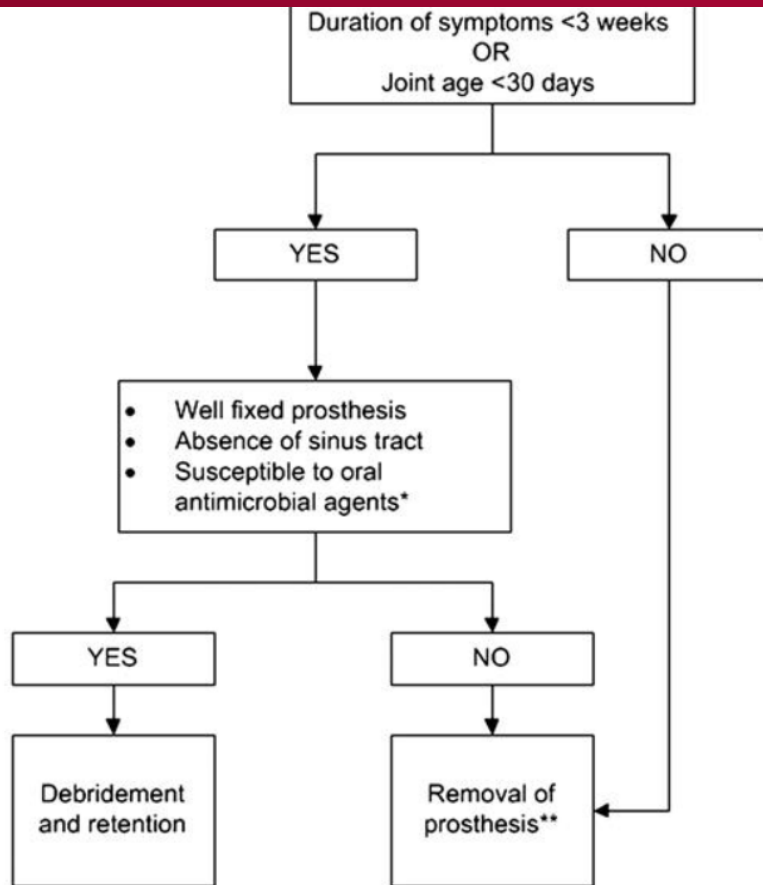 Duration of symptoms <3 weeks
OR
Joint age <30 days
YES
NO
• Well fixed prosthesis
• Absence of sinus tract
• Susceptible to oral
antimicrobial agents*
YES
NO
Debridement
and retention
Removal of
prosthesis**